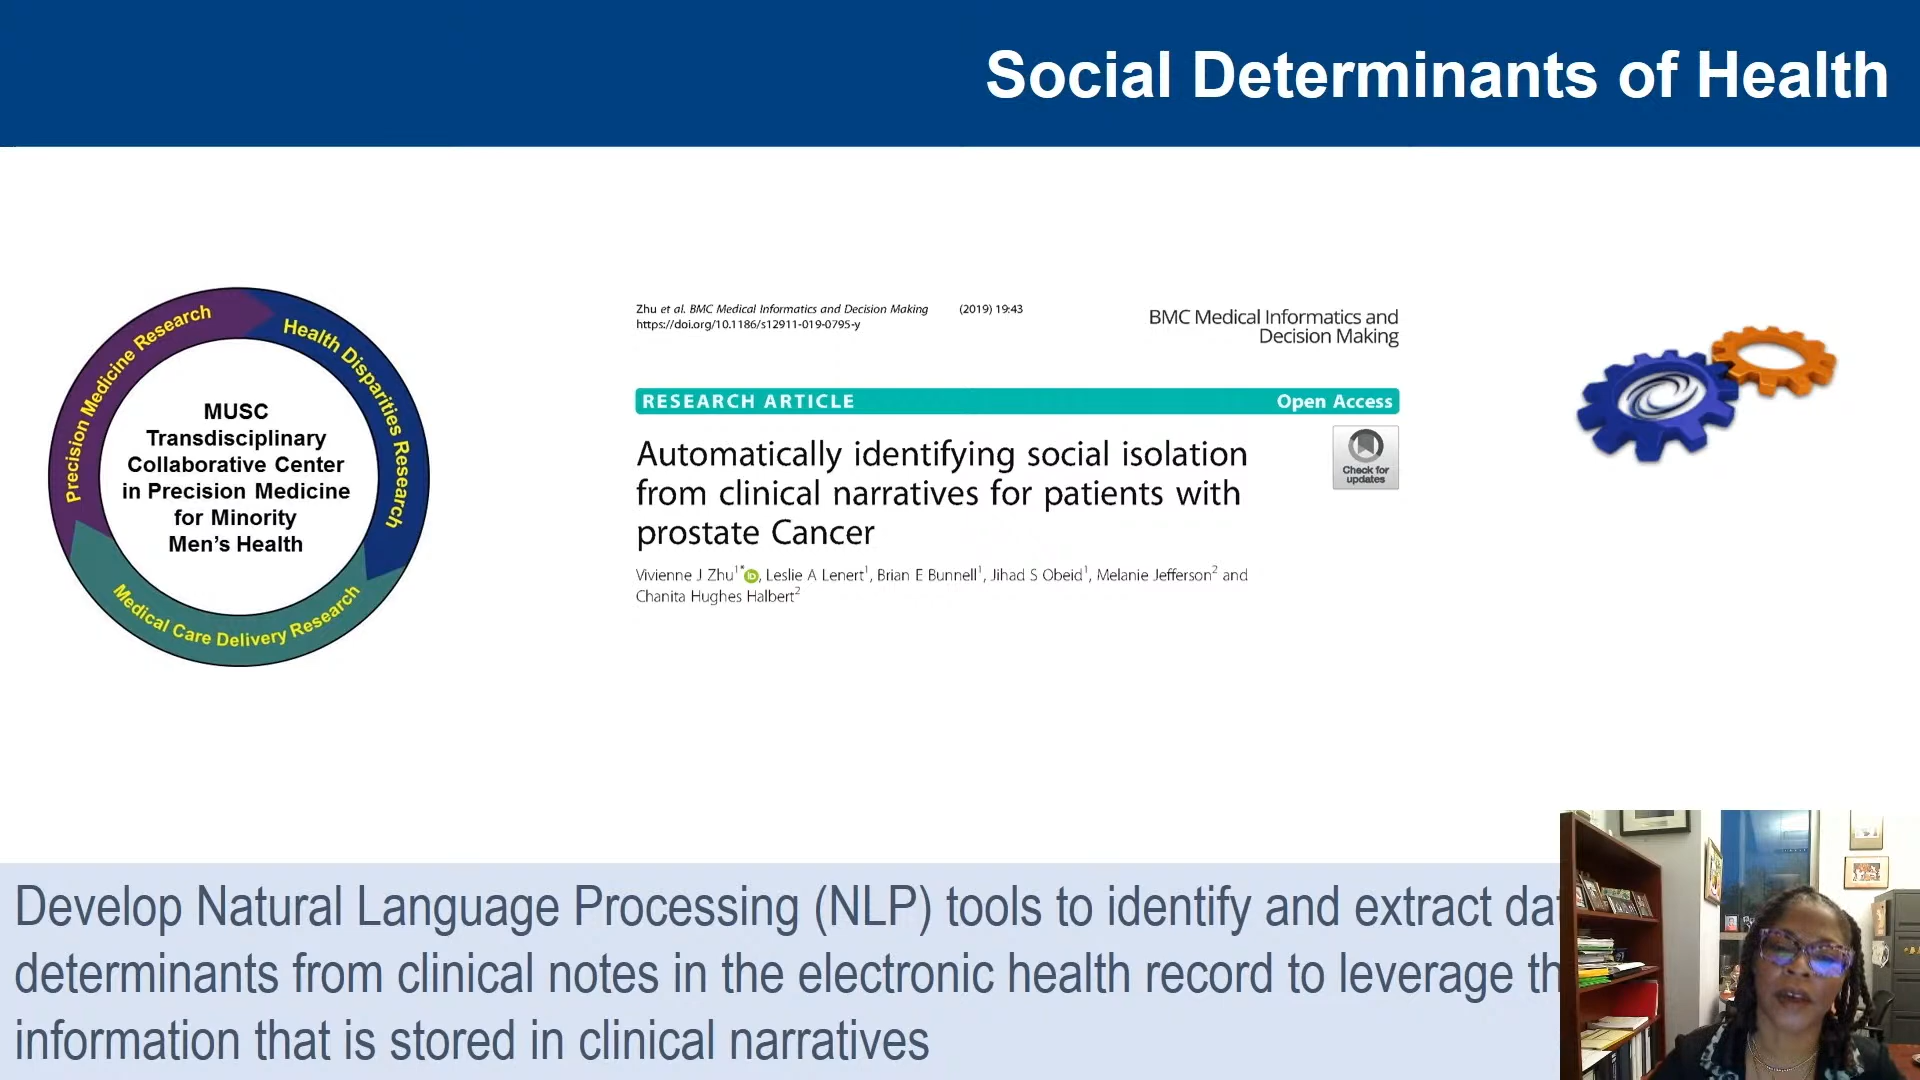 Social Determinants of Health
Precision Medicine Research
Health Disparities Research
Medical Care Delivery Research
MUSC
Transdisciplinary
Collaborative Center
in Precision Medicine
for Minority
Men's Health
Zhu et al. BMC Medical Informatics and Decision Making (2019) 19:43
https://doi.org/10.1186/s12911-019-0795-y
BMC Medical Informatics and
Decision Making
RESEARCH ARTICLE Open Access
Check for
updates
Automatically identifying social isolation
from clinical narratives for patients with
prostate Cancer
Vivienne J Zhu1* iD, Leslie A Lenert1, Brian E Bunnell1, Jihad S Obeid1, Melanie Jefferson2 and
Chanita Hughes Halbert2
Develop Natural Language Processing (NLP) tools to identify and extract
determinants from clinical notes in the electronic health record to leverage
information that is stored in clinical narratives